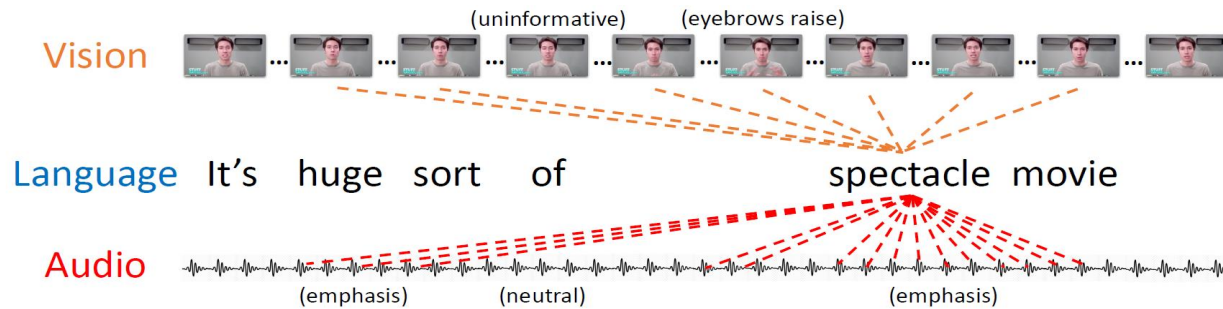 (uninformative) (eyebrows raise)
Vision
Language It's huge sort of spectacle movie
Audio
(emphasis) (neutral) (emphasis)